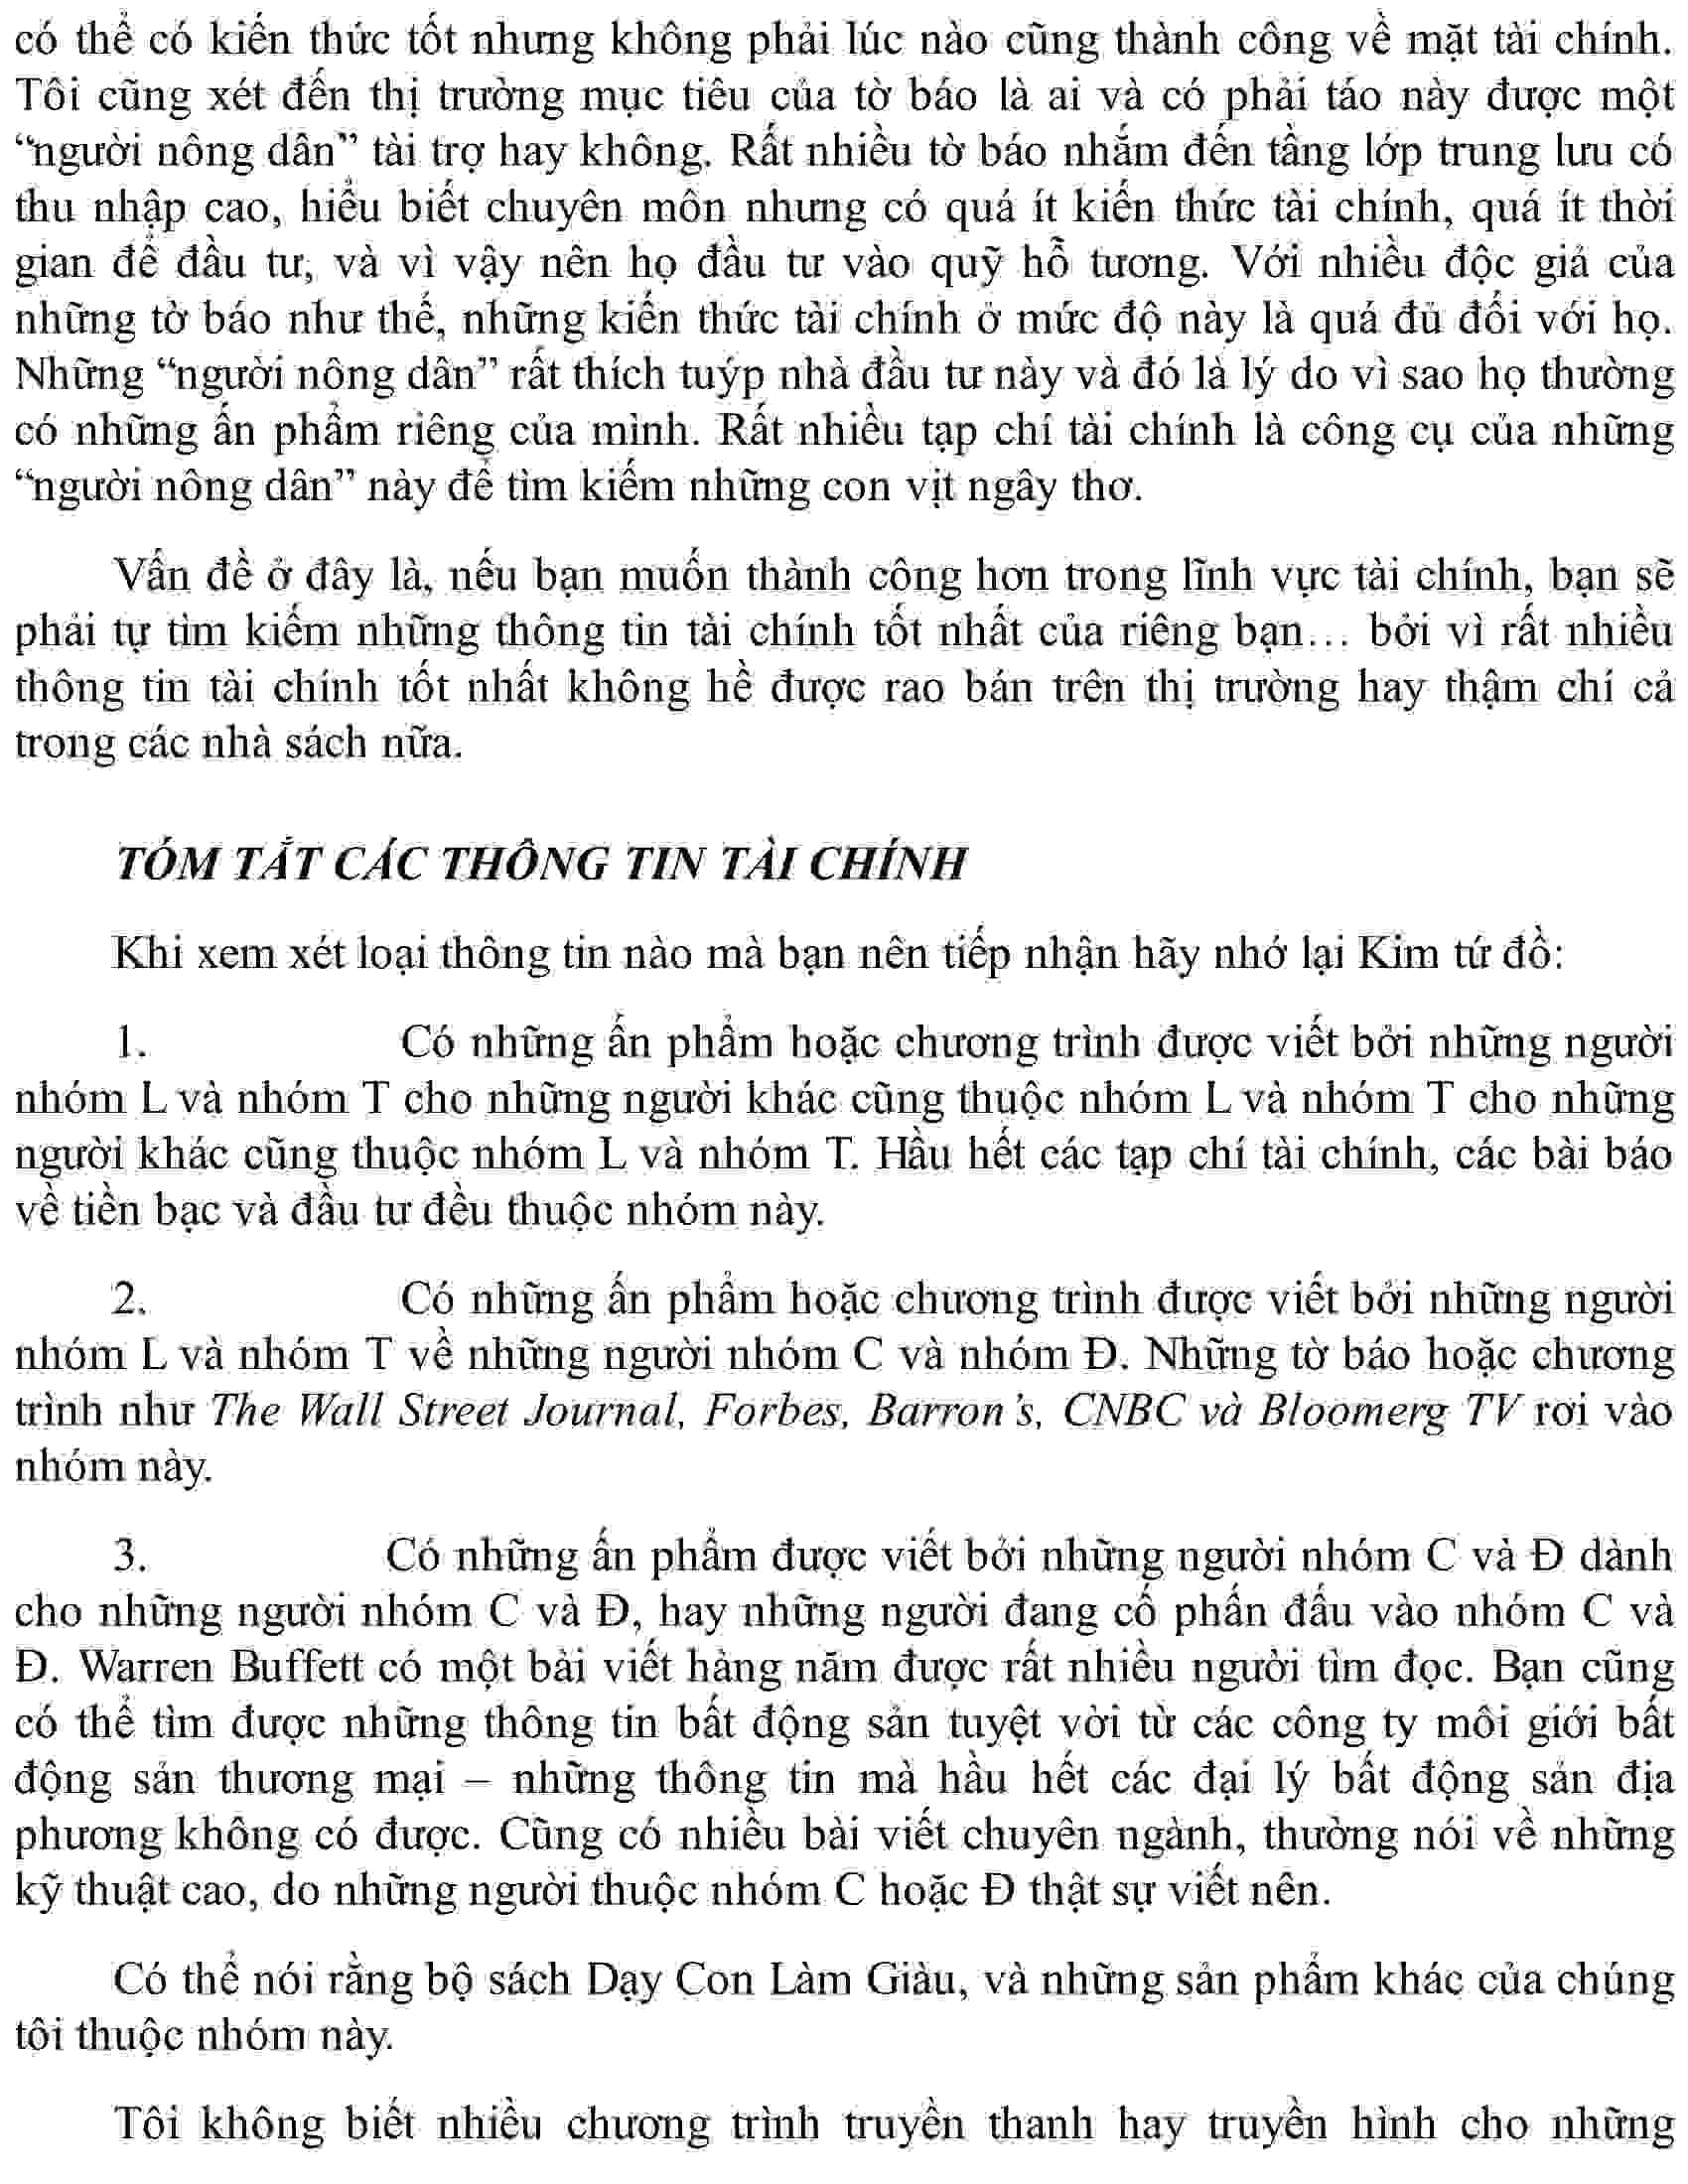 có thể có kiến thức tốt nhưng không phải lúc nào cũng thành công về mặt tài chính.
Tôi cũng xét đến thị trường mục tiêu của tờ báo là ai và có phải táo này được một
“người nông dân” tài trợ hay không. Rất nhiều tờ báo nhắm đến tầng lớp trung lưu có
thu nhập cao, hiểu biết chuyên môn nhưng có quá ít kiến thức tài chính, quá ít thời
gian để đầu tư, và vì vậy nên họ đầu tư vào quỹ hỗ tương. Với nhiều độc giả của
những tờ báo như thế, những kiến thức tài chính ở mức độ này là quá đủ đối với họ.
Những “người nông dân” rất thích tuýp nhà đầu tư này và đó là lý do vì sao họ thường
có những ấn phẩm riêng của mình. Rất nhiều tạp chí tài chính là công cụ của những
“người nông dân” này để tìm kiếm những con vịt ngây thơ.
Vấn đề ở đây là, nếu bạn muốn thành công hơn trong lĩnh vực tài chính, bạn sẽ
phải tự tìm kiếm những thông tin tài chính tốt nhất của riêng bạn… bởi vì rất nhiều
thông tin tài chính tốt nhất không hề được rao bán trên thị trường hay thậm chí cả
trong các nhà sách nữa.
TÓM TẮT CÁC THÔNG TIN TÀI CHÍNH
Khi xem xét loại thông tin nào mà bạn nên tiếp nhận hãy nhớ lại Kim tứ đồ:
1. Có những ấn phẩm hoặc chương trình được viết bởi những người
nhóm L và nhóm T cho những người khác cũng thuộc nhóm L và nhóm T cho những
người khác cũng thuộc nhóm L và nhóm T. Hầu hết các tạp chí tài chính, các bài báo
về tiền bạc và đầu tư đều thuộc nhóm này.
2. Có những ấn phẩm hoặc chương trình được viết bởi những người
nhóm L và nhóm T về những người nhóm C và nhóm Đ. Những tờ báo hoặc chương
trình như The Wall Street Journal, Forbes, Barron’s, CNBC và Bloomerg TV rơi vào
nhóm này.
3. Có những ấn phẩm được viết bởi những người nhóm C và Đ dành
cho những người nhóm C và Đ, hay những người đang cố phấn đấu vào nhóm C và
Đ. Warren Buffett có một bài viết hàng năm được rất nhiều người tìm đọc. Bạn cũng
có thể tìm được những thông tin bất động sản tuyệt vời từ các công ty môi giới bất
động sản thương mại – những thông tin mà hầu hết các đại lý bất động sản địa
phương không có được. Cũng có nhiều bài viết chuyên ngành, thường nói về những
kỹ thuật cao, do những người thuộc nhóm C hoặc Đ thật sự viết nên.
Có thể nói rằng bộ sách Dạy Con Làm Giàu, và những sản phẩm khác của chúng
tôi thuộc nhóm này.
Tôi không biết nhiều chương trình truyền thanh hay truyền hình cho những